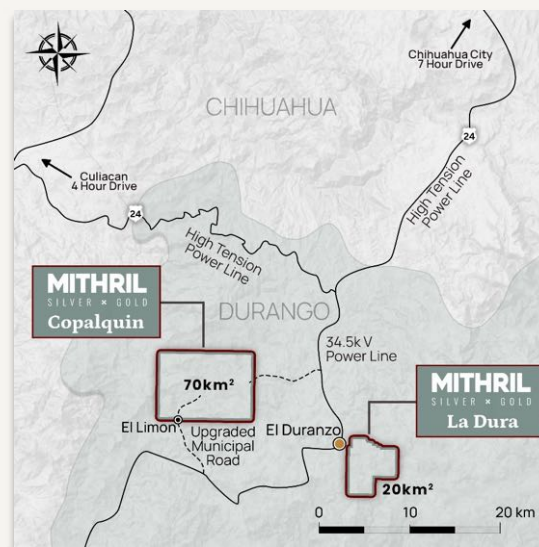 Chihuahua City
7 Hour Drive
CHIHUAHUA
24
Culiacan
4 Hour Drive
High Tension
Power Line
24
High Tension
Power Line
MITHRIL
SILVER GOLD
Copalquin
DURANGO
34.5k V
Power Line
70km²
MITHRIL
SILVER GOLD
La Dura
El Limon
Upgraded
Municipal
Road
El Duranzo
20km²
0 10 20 km